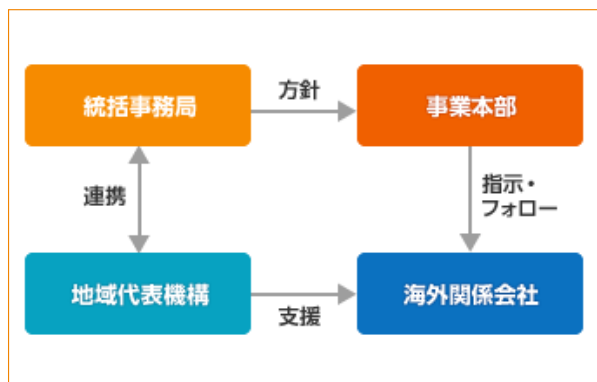 統括事務局
方針
事業本部
連携
指示・
フォロー
地域代表機構
支援
海外関係会社